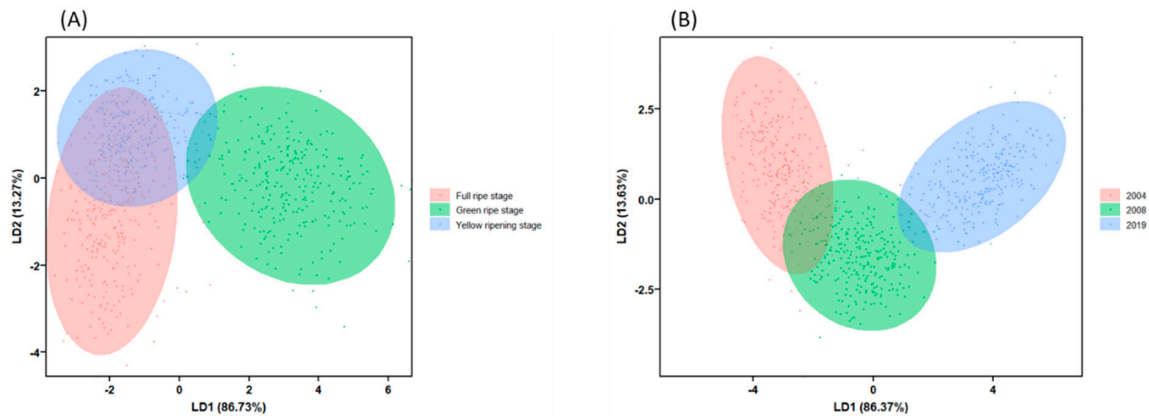 (A)
(B)
2
0
-2
-4
LD2 (13.27%)
-2
0
2
4
6
LD1 (86.73%)
Full ripe stage
Green ripe stage
Yellow ripening stage
2.5
0.0
-2.5
LD2 (13.63%)
-4
0
4
LD1 (86.37%)
2004
2008
2019